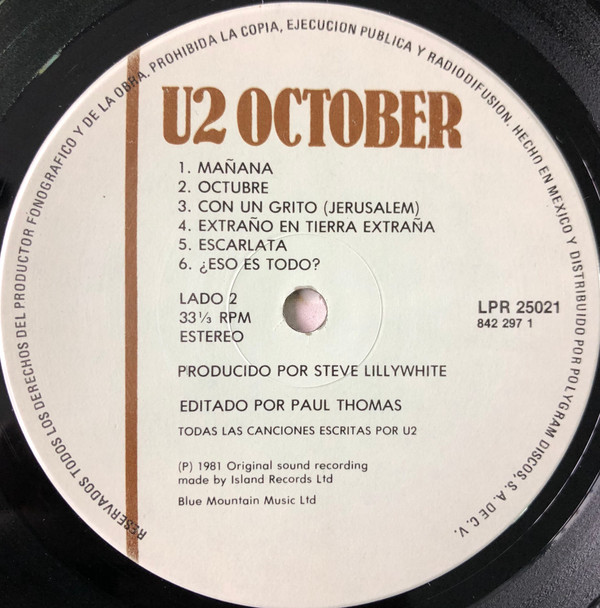 RESERVADOS TODOS LOS DERECHOS DEL PRODUCTOR FONOGRAFICO Y DE LA OBRA. PROHIBIDA LA COPIA, EJECUCION PUBLICA Y RADIODIFUSION. HECHO EN MEXICO Y DISTRIBUIDO POR POLYGRAM DISCOS, S. A. DE C. V.
U2 OCTOBER
1. MAÑANA
2. OCTUBRE
3. CON UN GRITO (JERUSALEM)
4. EXTRAÑO EN TIERRA EXTRAÑA
5. ESCARLATA
6. ¿ESO ES TODO?
LADO 2
33⅓ RPM
ESTEREO
LPR 25021
842 297 1
PRODUCIDO POR STEVE LILLYWHITE
EDITADO POR PAUL THOMAS
TODAS LAS CANCIONES ESCRITAS POR U2
(P) 1981 Original sound recording
made by Island Records Ltd
Blue Mountain Music Ltd